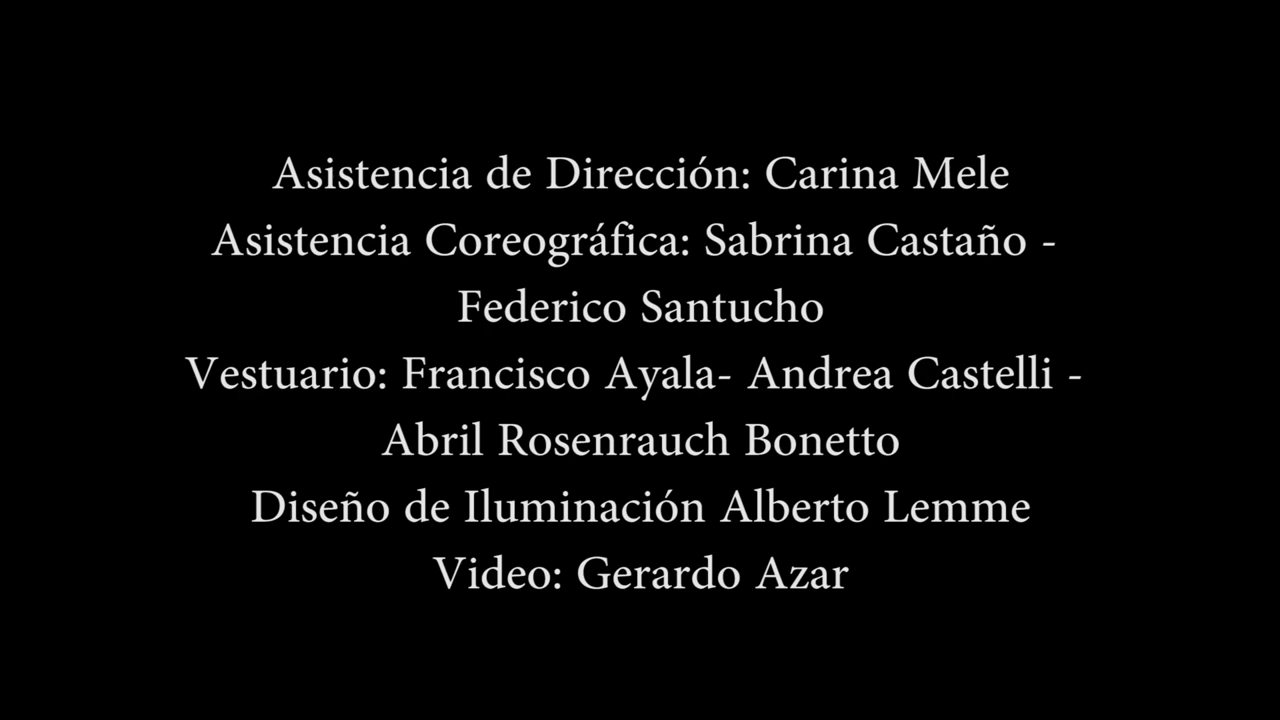 Asistencia de Dirección: Carina Mele
Asistencia Coreográfica: Sabrina Castaño -
Federico Santucho
Vestuario: Francisco Ayala- Andrea Castelli -
Abril Rosenrauch Bonetto
Diseño de Iluminación Alberto Lemme
Video: Gerardo Azar